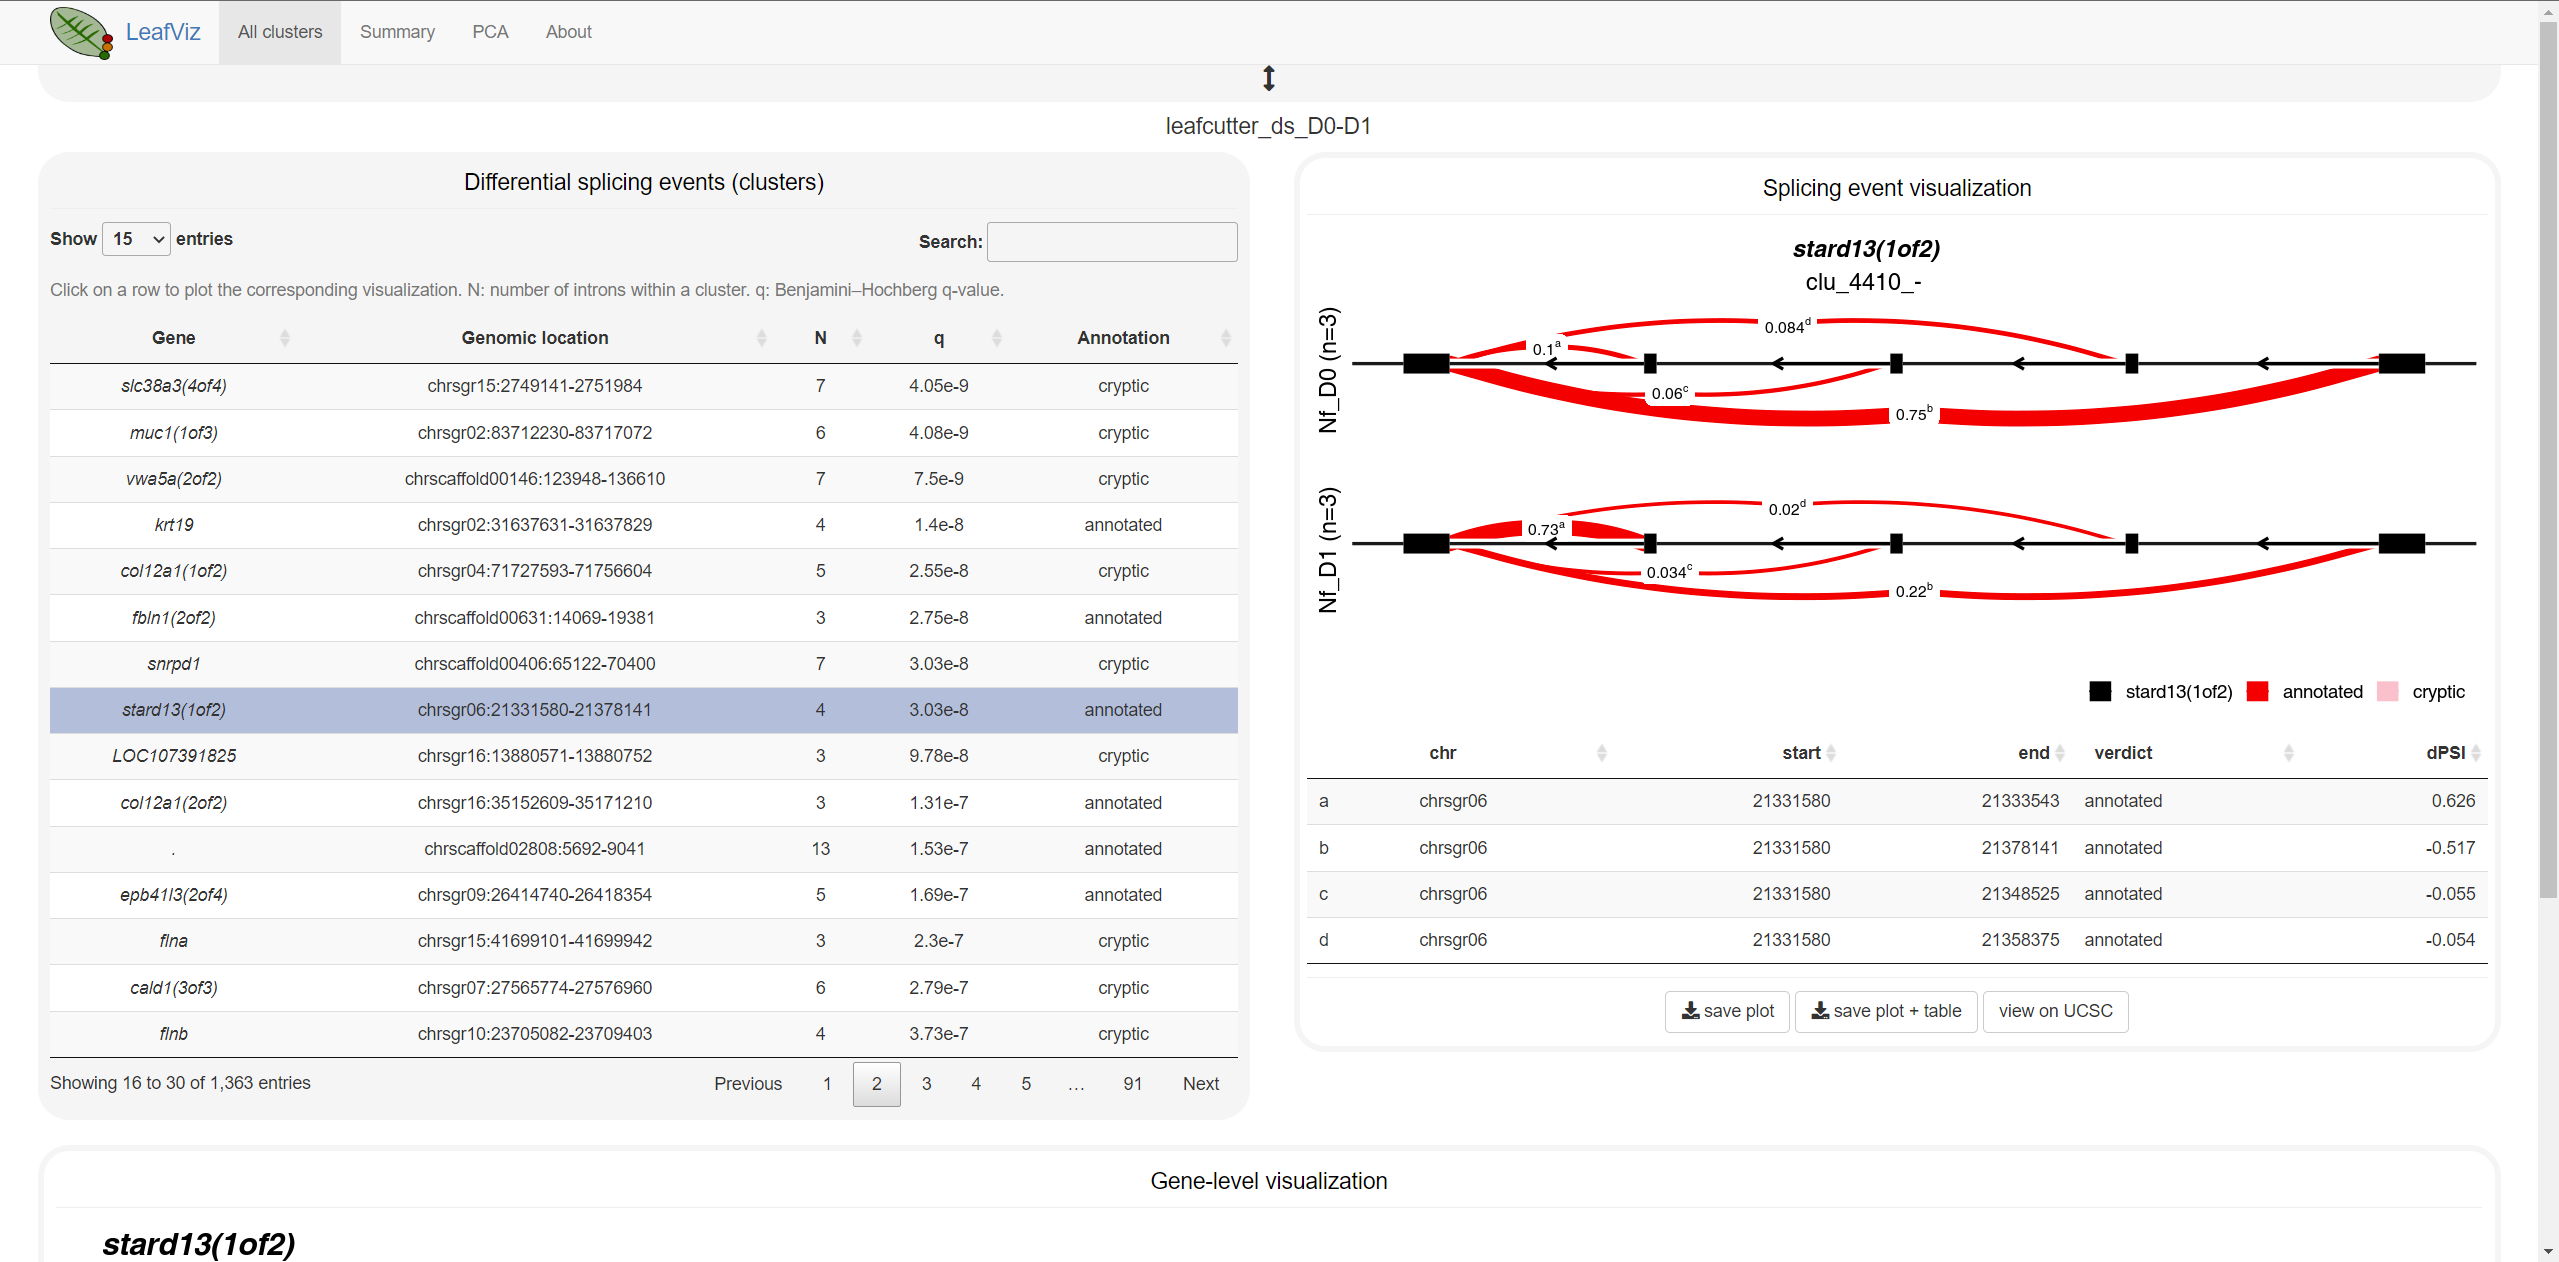 LeafViz All clusters Summary PCA About
leafcutter_ds_D0-D1
Differential splicing events (clusters)
Show 15 entries Search:
Click on a row to plot the corresponding visualization. N: number of introns within a cluster. q: Benjamini–Hochberg q-value.
Gene Genomic location N q Annotation
slc38a3(4of4) chrsgr15:2749141-2751984 7 4.05e-9 cryptic
muc1(1of3) chrsgr02:83712230-83717072 6 4.08e-9 cryptic
vwa5a(2of2) chrscaffold00146:123948-136610 7 7.5e-9 cryptic
krt19 chrsgr02:31637631-31637829 4 1.4e-8 annotated
col12a1(1of2) chrsgr04:71727593-71756604 5 2.55e-8 cryptic
fbln1(2of2) chrscaffold00631:14069-19381 3 2.75e-8 annotated
snrpd1 chrscaffold00406:65122-70400 7 3.03e-8 cryptic
stard13(1of2) chrsgr06:21331580-21378141 4 3.03e-8 annotated
LOC107391825 chrsgr16:13880571-13880752 3 9.78e-8 cryptic
col12a1(2of2) chrsgr16:35152609-35171210 3 1.31e-7 annotated
. chrscaffold02808:5692-9041 13 1.53e-7 annotated
epb41l3(2of4) chrsgr09:26414740-26418354 5 1.69e-7 annotated
flna chrsgr15:41699101-41699942 3 2.3e-7 cryptic
cald1(3of3) chrsgr07:27565774-27576960 6 2.79e-7 cryptic
flnb chrsgr10:23705082-23709403 4 3.73e-7 cryptic
Showing 16 to 30 of 1,363 entries Previous 1 2 3 4 5 … 91 Next
Splicing event visualization
stard13(1of2)
clu_4410_-
Nf_D0 (n=3)
0.084d
0.1a
0.06c
0.75b
Nf_D1 (n=3)
0.02d
0.73a
0.034c
0.22b
stard13(1of2) annotated cryptic
chr start end verdict dPSI
a chrsgr06 21331580 21333543 annotated 0.626
b chrsgr06 21331580 21378141 annotated -0.517
c chrsgr06 21331580 21348525 annotated -0.055
d chrsgr06 21331580 21358375 annotated -0.054
save plot save plot + table view on UCSC
Gene-level visualization
stard13(1of2)